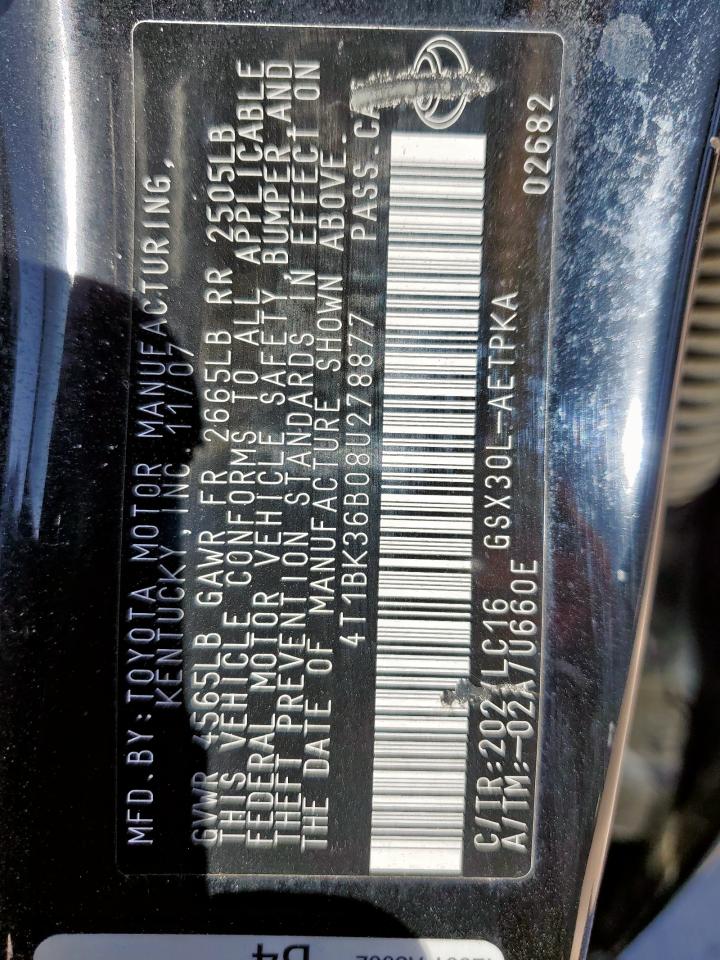 MFD.BY:TOYOTA MOTOR MANUFACTURING,
KENTUCKY,INC 11/07
GVWR 4565LB GAWR FR 2665LB RR 2505LB
THIS VEHICLE CONFORMS TO ALL APPLICABLE
FEDERAL MOTOR VEHICLE SAFETY, BUMPER AND
THEFT PREVENTION STANDARDS IN EFFECT ON
THE DATE OF MANUFACTURE SHOWN ABOVE.
4T1BK36B08U278877 PASS.CA
C/TR:202 /LC16 GSX30L-AETPKA 02682
A/TM:-02A/U660E
D4